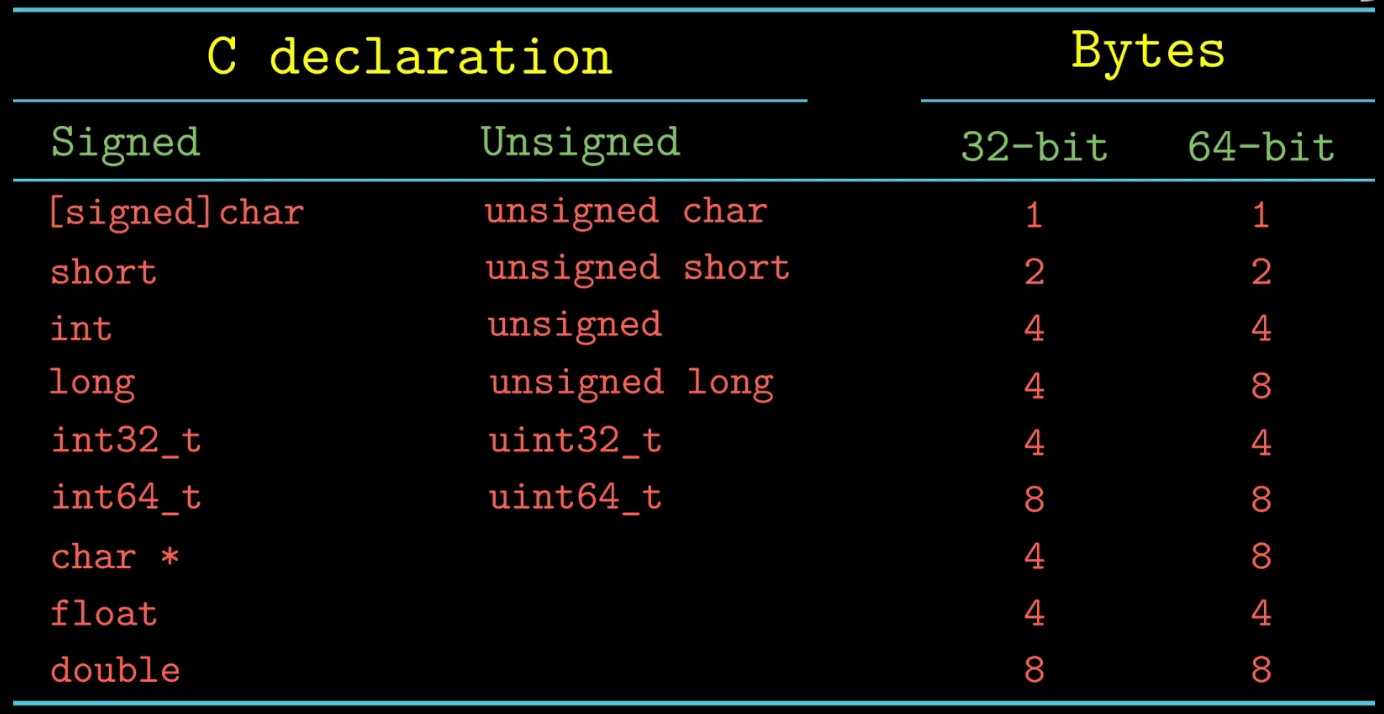 C declaration Bytes
Signed Unsigned 32-bit 64-bit
[signed]char unsigned char 1 1
short unsigned short 2 2
int unsigned 4 4
long unsigned long 4 8
int32_t uint32_t 4 4
int64_t uint64_t 8 8
char * 4 8
float 4 4
double 8 8